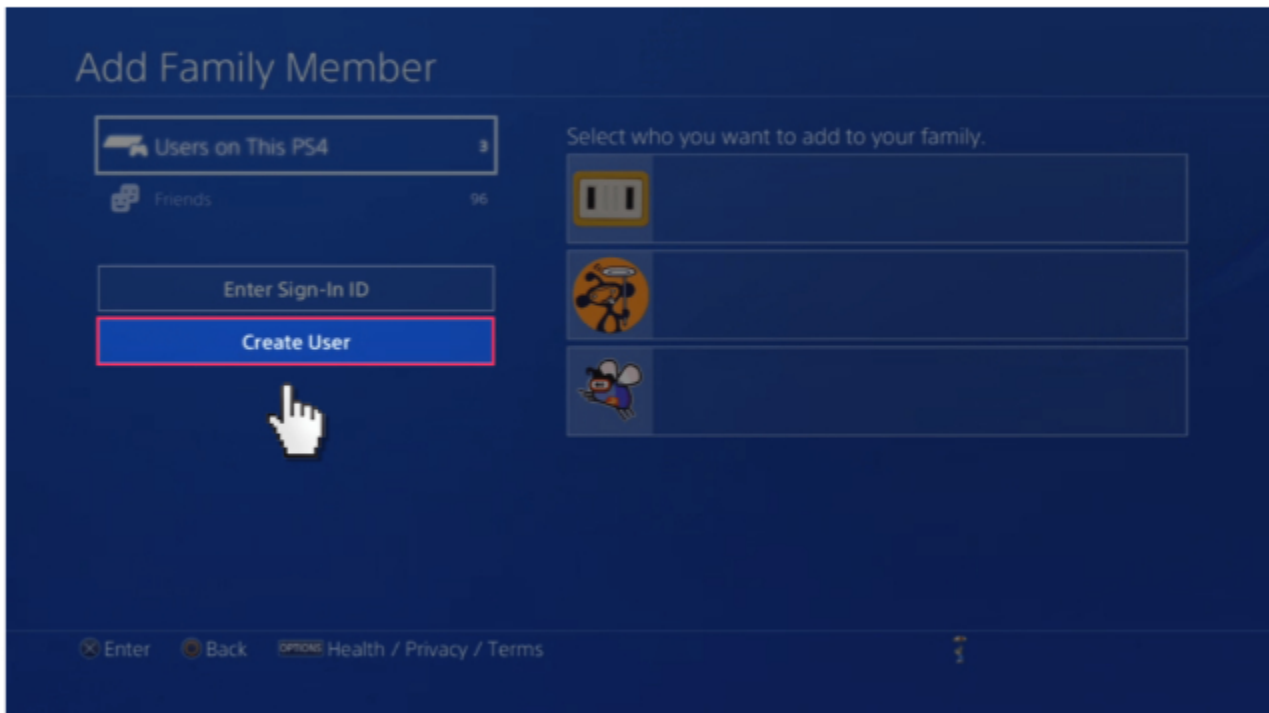 Add Family Member
Users on This PS4 3
Friends 96
Enter Sign-In ID
Create User
Select who you want to add to your family.
Enter Back OPTIONS Health / Privacy / Terms